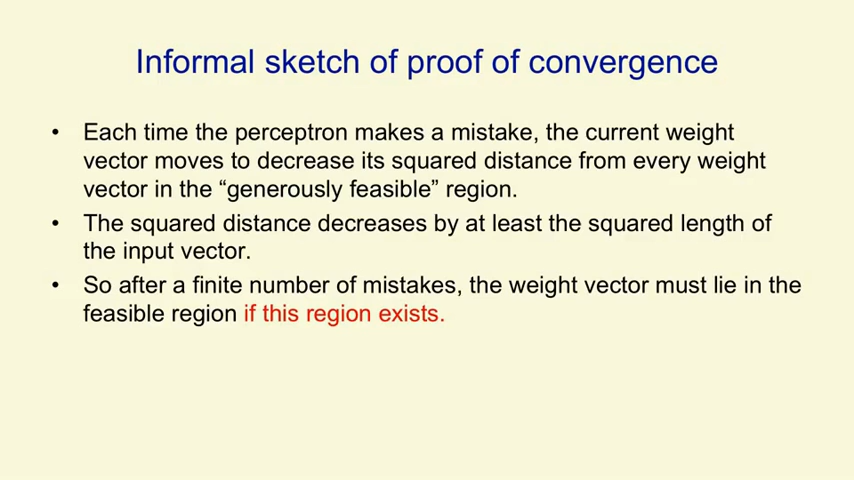 Informal sketch of proof of convergence
• Each time the perceptron makes a mistake, the current weight
vector moves to decrease its squared distance from every weight
vector in the “generously feasible” region.
• The squared distance decreases by at least the squared length of
the input vector.
• So after a finite number of mistakes, the weight vector must lie in the
feasible region if this region exists.